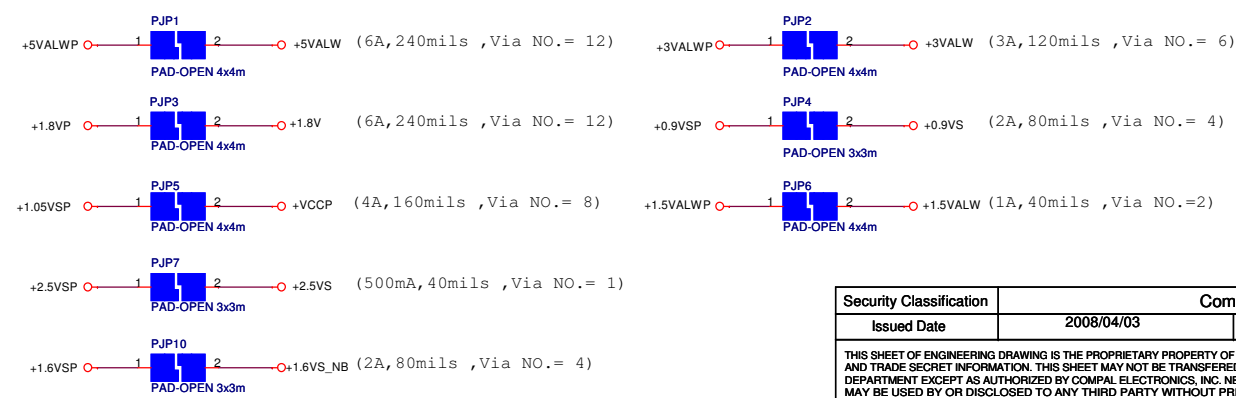 PJP1
+5VALWP 1 2 +5VALW (6A,240mils ,Via NO.= 12)
PAD-OPEN 4x4m
PJP2
+3VALWP 1 2 +3VALW (3A,120mils ,Via NO.= 6)
PAD-OPEN 4x4m
PJP3
+1.8VP 1 2 +1.8V (6A,240mils ,Via NO.= 12)
PAD-OPEN 4x4m
PJP4
+0.9VSP 1 2 +0.9VS (2A,80mils ,Via NO.= 4)
PAD-OPEN 3x3m
PJP5
+1.05VSP 1 2 +VCCP (4A,160mils ,Via NO.= 8)
PAD-OPEN 4x4m
PJP6
+1.5VALWP 1 2 +1.5VALW (1A,40mils ,Via NO.=2)
PAD-OPEN 4x4m
PJP7
+2.5VSP 1 2 +2.5VS (500mA,40mils ,Via NO.= 1)
PAD-OPEN 3x3m
PJP10
+1.6VSP 1 2 +1.6VS_NB (2A,80mils ,Via NO.= 4)
PAD-OPEN 3x3m
Security Classification Com
Issued Date 2008/04/03
THIS SHEET OF ENGINEERING DRAWING IS THE PROPRIETARY PROPERTY OF
AND TRADE SECRET INFORMATION. THIS SHEET MAY NOT BE TRANSFERED
DEPARTMENT EXCEPT AS AUTHORIZED BY COMPAL ELECTRONICS, INC. NE
MAY BE USED BY OR DISCLOSED TO ANY THIRD PARTY WITHOUT PRI